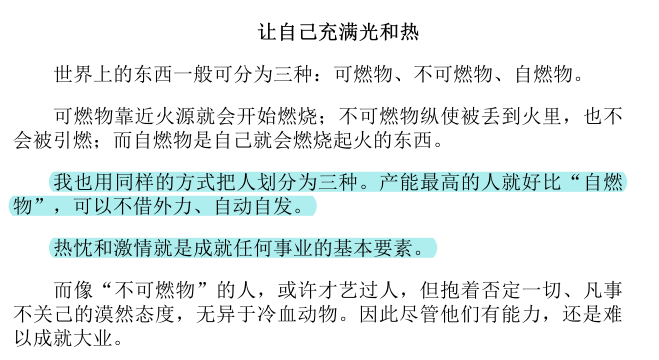 让自己充满光和热
世界上的东西一般可分为三种：可燃物、不可燃物、自燃物。
可燃物靠近火源就会开始燃烧；不可燃物纵使被丢到火里，也不
会被引燃；而自燃物是自己就会燃烧起火的东西。
我也用同样的方式把人划分为三种。产能最高的人就好比“自燃
物”，可以不借外力、自动自发。
热忱和激情就是成就任何事业的基本要素。
而像“不可燃物”的人，或许才艺过人，但抱着否定一切、凡事
不关己的漠然态度，无异于冷血动物。因此尽管他们有能力，还是难
以成就大业。